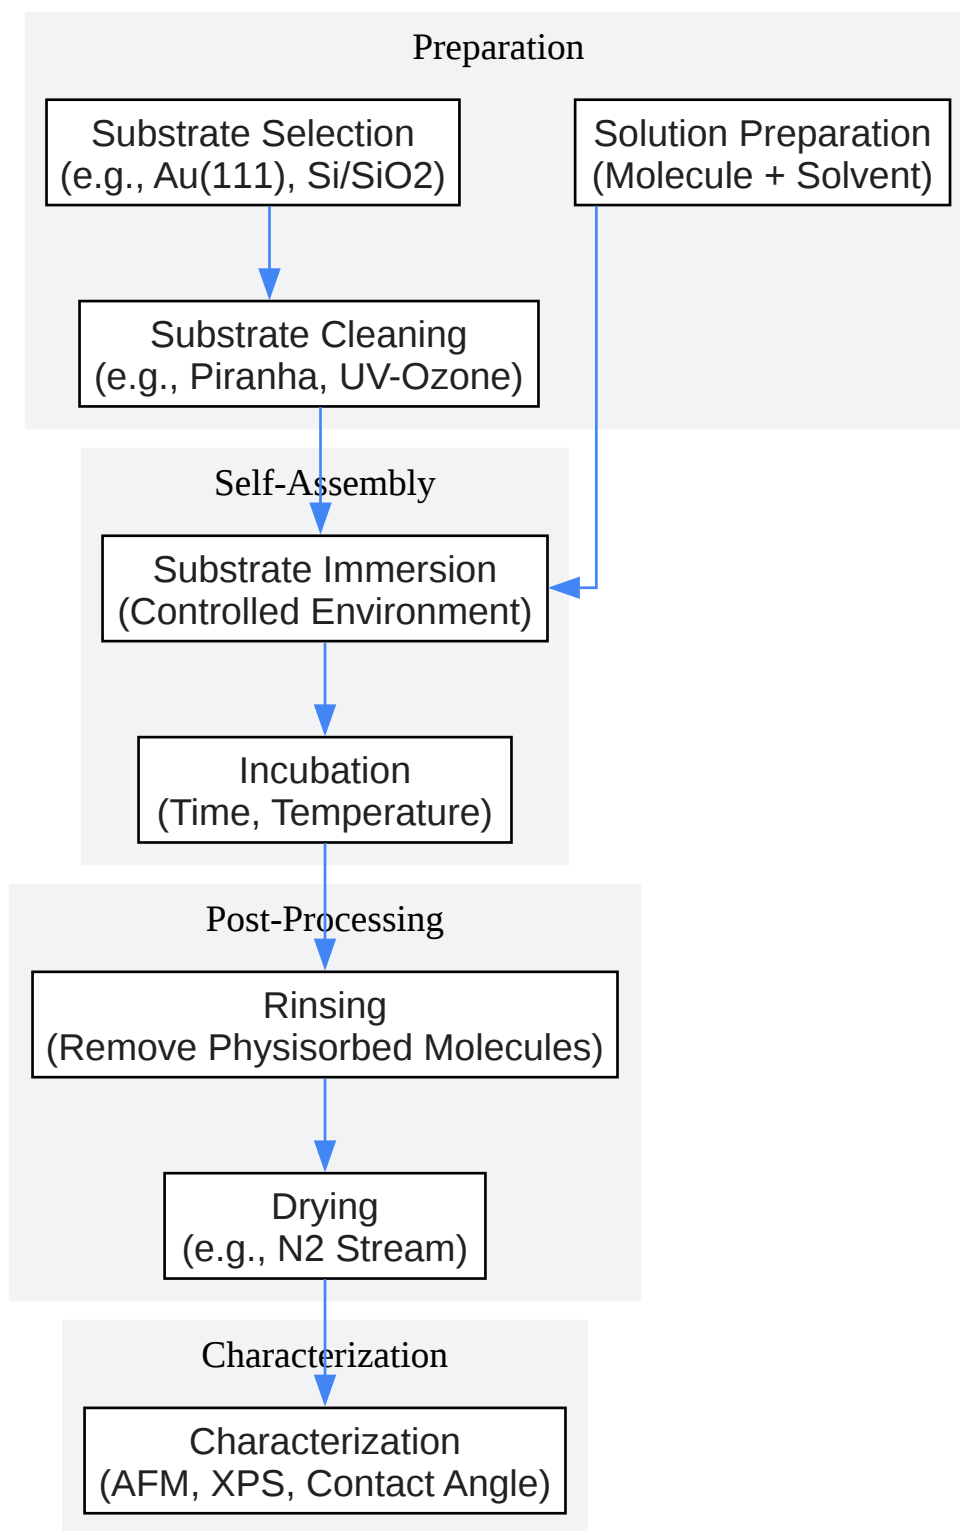 Preparation
Substrate Selection
(e.g., Au(111), Si/SiO2)
Solution Preparation
(Molecule + Solvent)
Substrate Cleaning
(e.g., Piranha, UV-Ozone)
Self-Assembly
Substrate Immersion
(Controlled Environment)
Incubation
(Time, Temperature)
Post-Processing
Rinsing
(Remove Physisorbed Molecules)
Drying
(e.g., N2 Stream)
Characterization
Characterization
(AFM, XPS, Contact Angle)